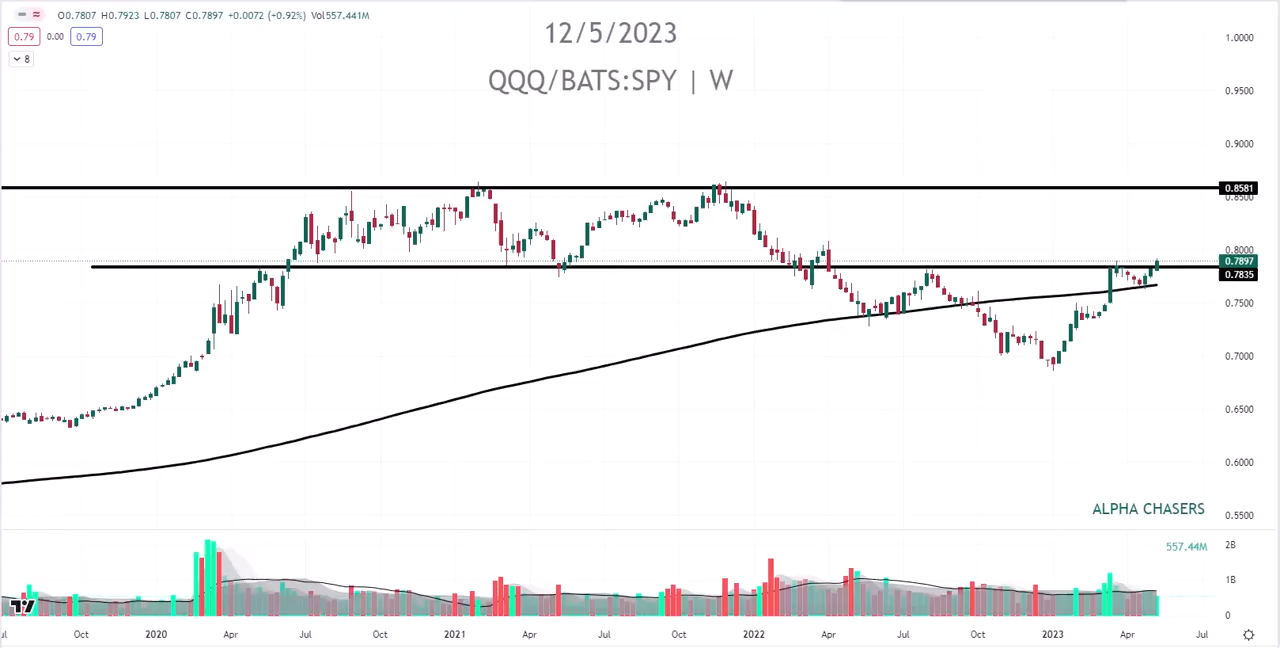 O0.7807 H0.7923 L0.7807 C0.7897 +0.0072 (+0.92%) Vol557.441M
0.79 0.00 0.79
8
12/5/2023
QQQ/BATS:SPY | W
1.0000
0.9500
0.9000
0.8581
0.8500
0.8000
0.7897
0.7835
0.7500
0.7000
0.6500
0.6000
ALPHA CHASERS
0.5500
557.44M
2B
1B
0
ul Oct 2020 Apr Jul Oct 2021 Apr Jul Oct 2022 Apr Jul Oct 2023 Apr Jul